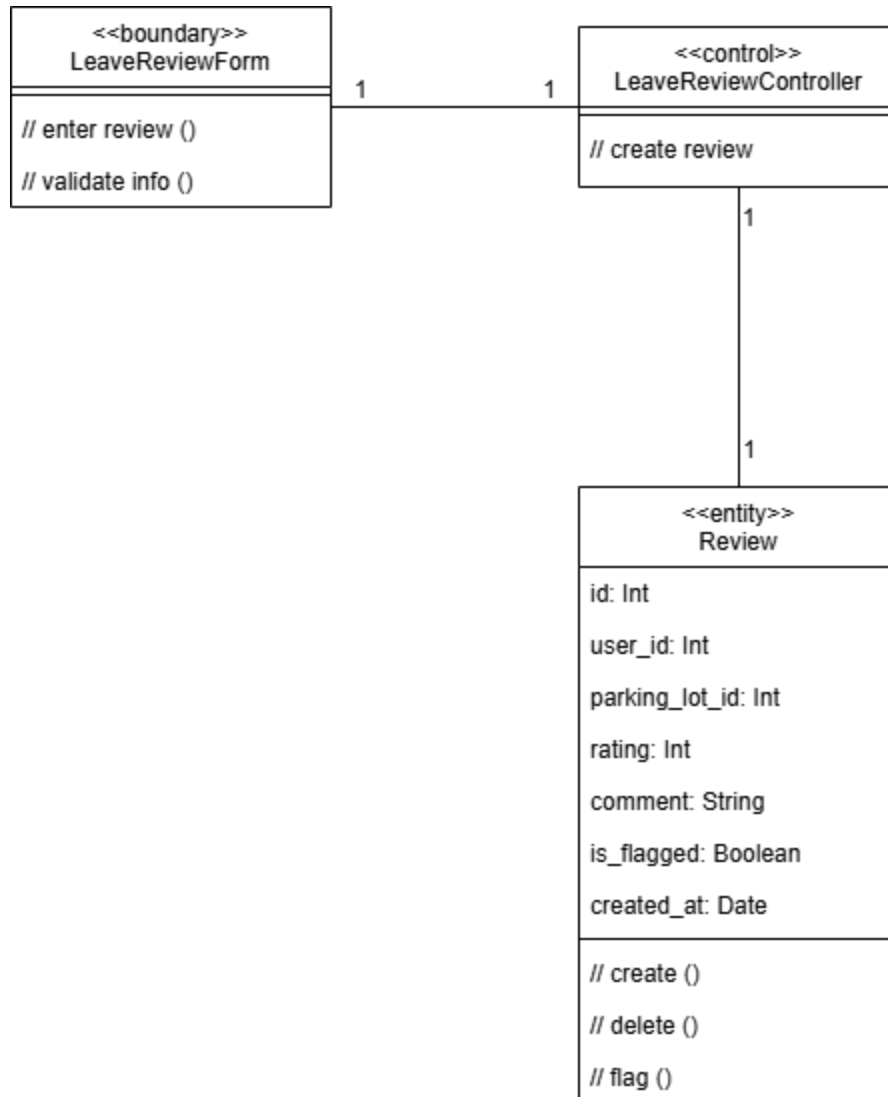 <<boundary>>
LeaveReviewForm
// enter review ()
// validate info ()
1
1
<<control>>
LeaveReviewController
// create review
1
1
<<entity>>
Review
id: Int
user_id: Int
parking_lot_id: Int
rating: Int
comment: String
is_flagged: Boolean
created_at: Date
// create ()
// delete ()
// flag ()